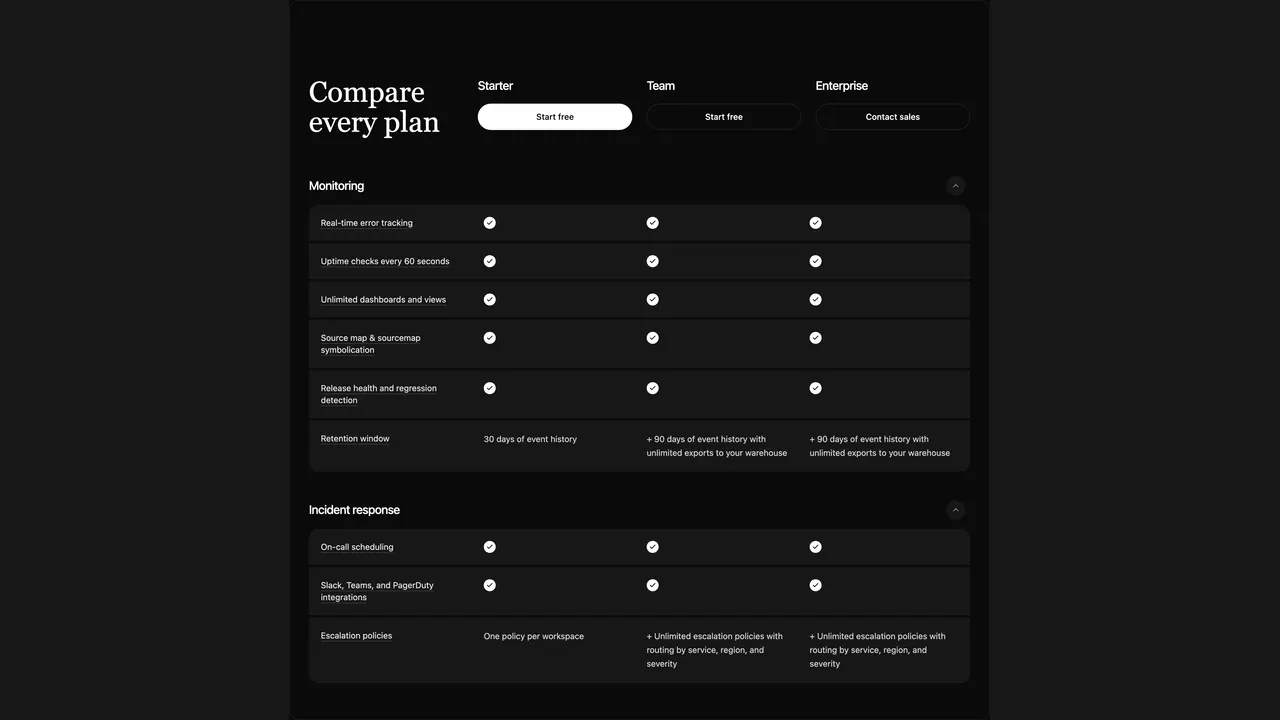 Compare
every plan
Starter
Start free
Team
Start free
Enterprise
Contact sales
Monitoring
Real-time error tracking
Uptime checks every 60 seconds
Unlimited dashboards and views
Source map & sourcemap
symbolication
Release health and regression
detection
Retention window
30 days of event history
+ 90 days of event history with
unlimited exports to your warehouse
+ 90 days of event history with
unlimited exports to your warehouse
Incident response
On-call scheduling
Slack, Teams, and PagerDuty
integrations
Escalation policies
One policy per workspace
+ Unlimited escalation policies with
routing by service, region, and
severity
+ Unlimited escalation policies with
routing by service, region, and
severity